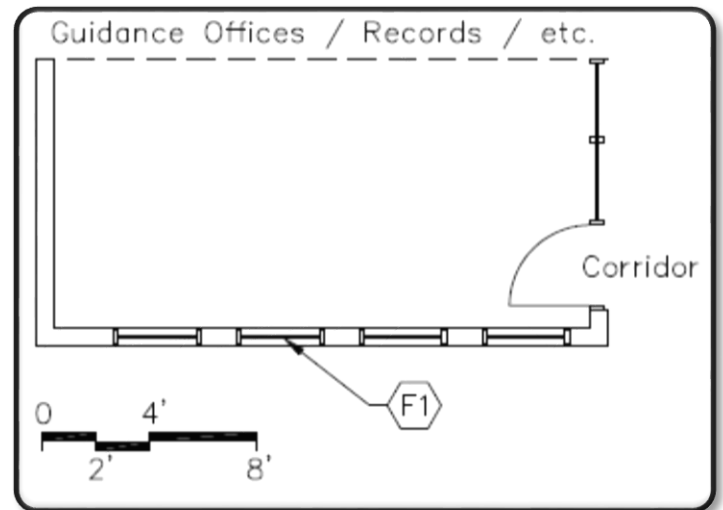 Guidance Offices / Records / etc.
Corridor
F1
0 4'
2' 8'